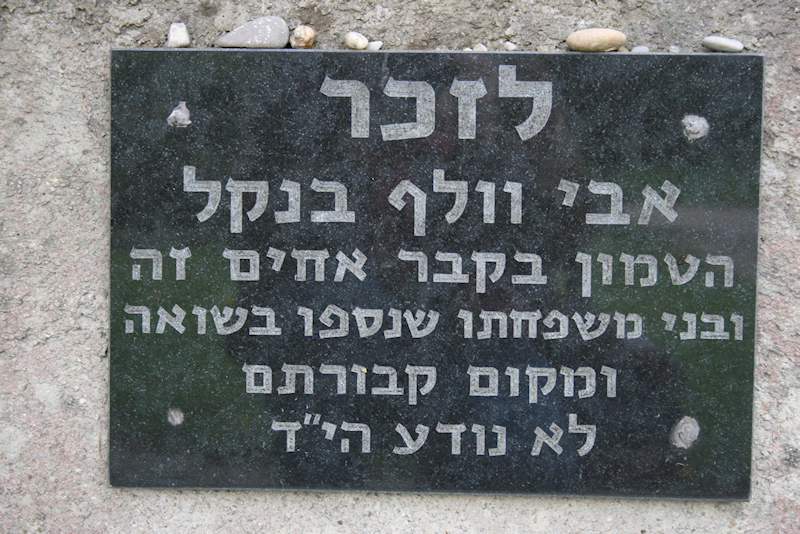 לזכר
אבי וולף בנקל
הטמון בקבר אחים זה
ובני משפחתו שנספו בשואה
ומקום קבורתם
לא נודע הי"ד